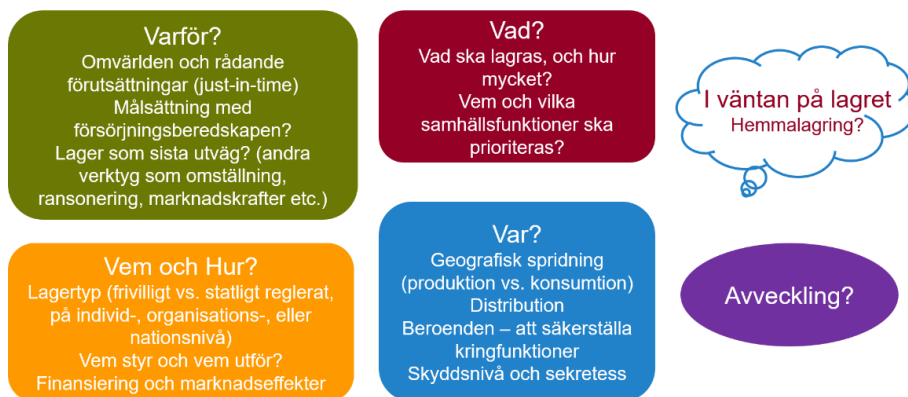 Varför?
Omvärlden och rådande
förutsättningar (just-in-time)
Målsättning med
försörjningsberedskapen?
Lager som sista utväg? (andra
verktyg som omställning,
ransonering, marknadskrafter etc.)
Vad?
Vad ska lagras, och hur
mycket?
Vem och vilka
samhällsfunktioner ska
prioriteras?
I väntan på lagret
Hemmalagring?
Vem och Hur?
Lagertyp (frivilligt vs. statligt reglerat,
på individ-, organisations-, eller
nationsnivå)
Vem styr och vem utför?
Finansiering och marknadseffekter
Var?
Geografisk spridning
(produktion vs. konsumtion)
Distribution
Beroenden – att säkerställa
kringfunktioner
Skyddsnivå och sekretess
Avveckling?